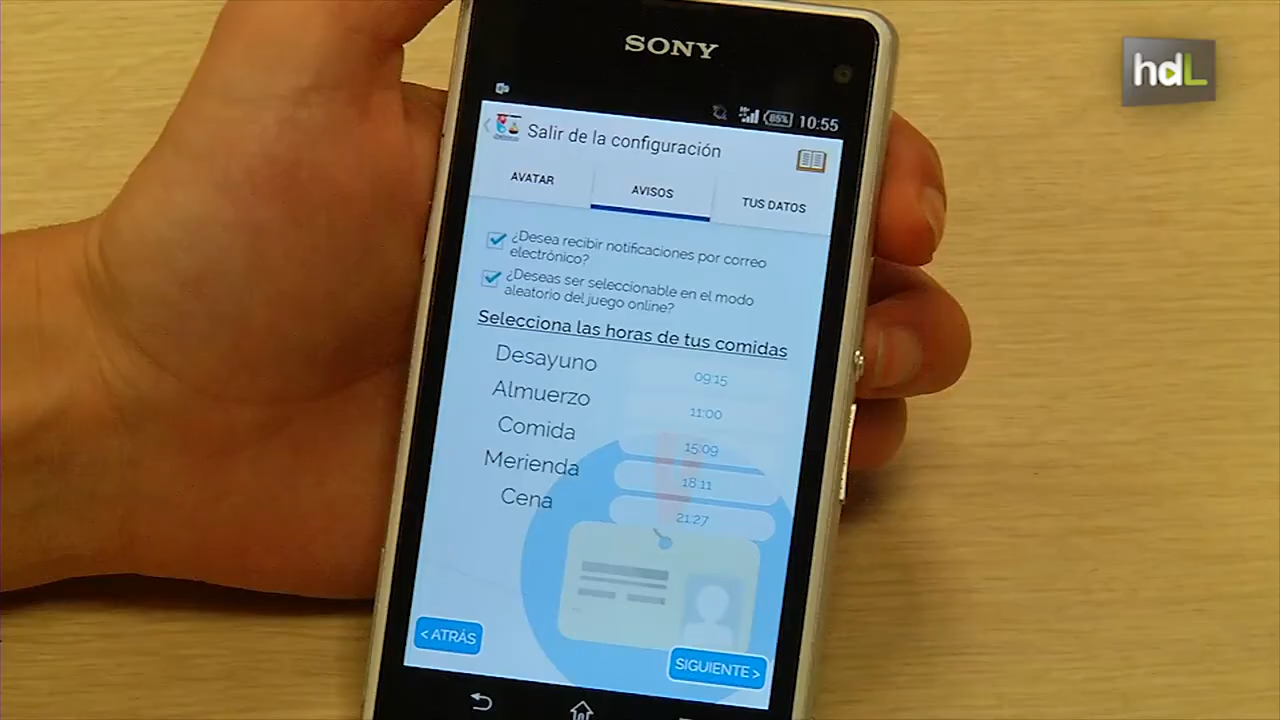 SONY
hdL
85% 10:55
Salir de la configuración
AVATAR
AVISOS
TUS DATOS
¿Desea recibir notificaciones por correo
electrónico?
¿Deseas ser seleccionable en el modo
aleatorio del juego online?
Selecciona las horas de tus comidas
Desayuno 09:15
Almuerzo 11:00
Comida 15:09
Merienda 18:11
Cena 21:27
< ATRÁS
SIGUIENTE >